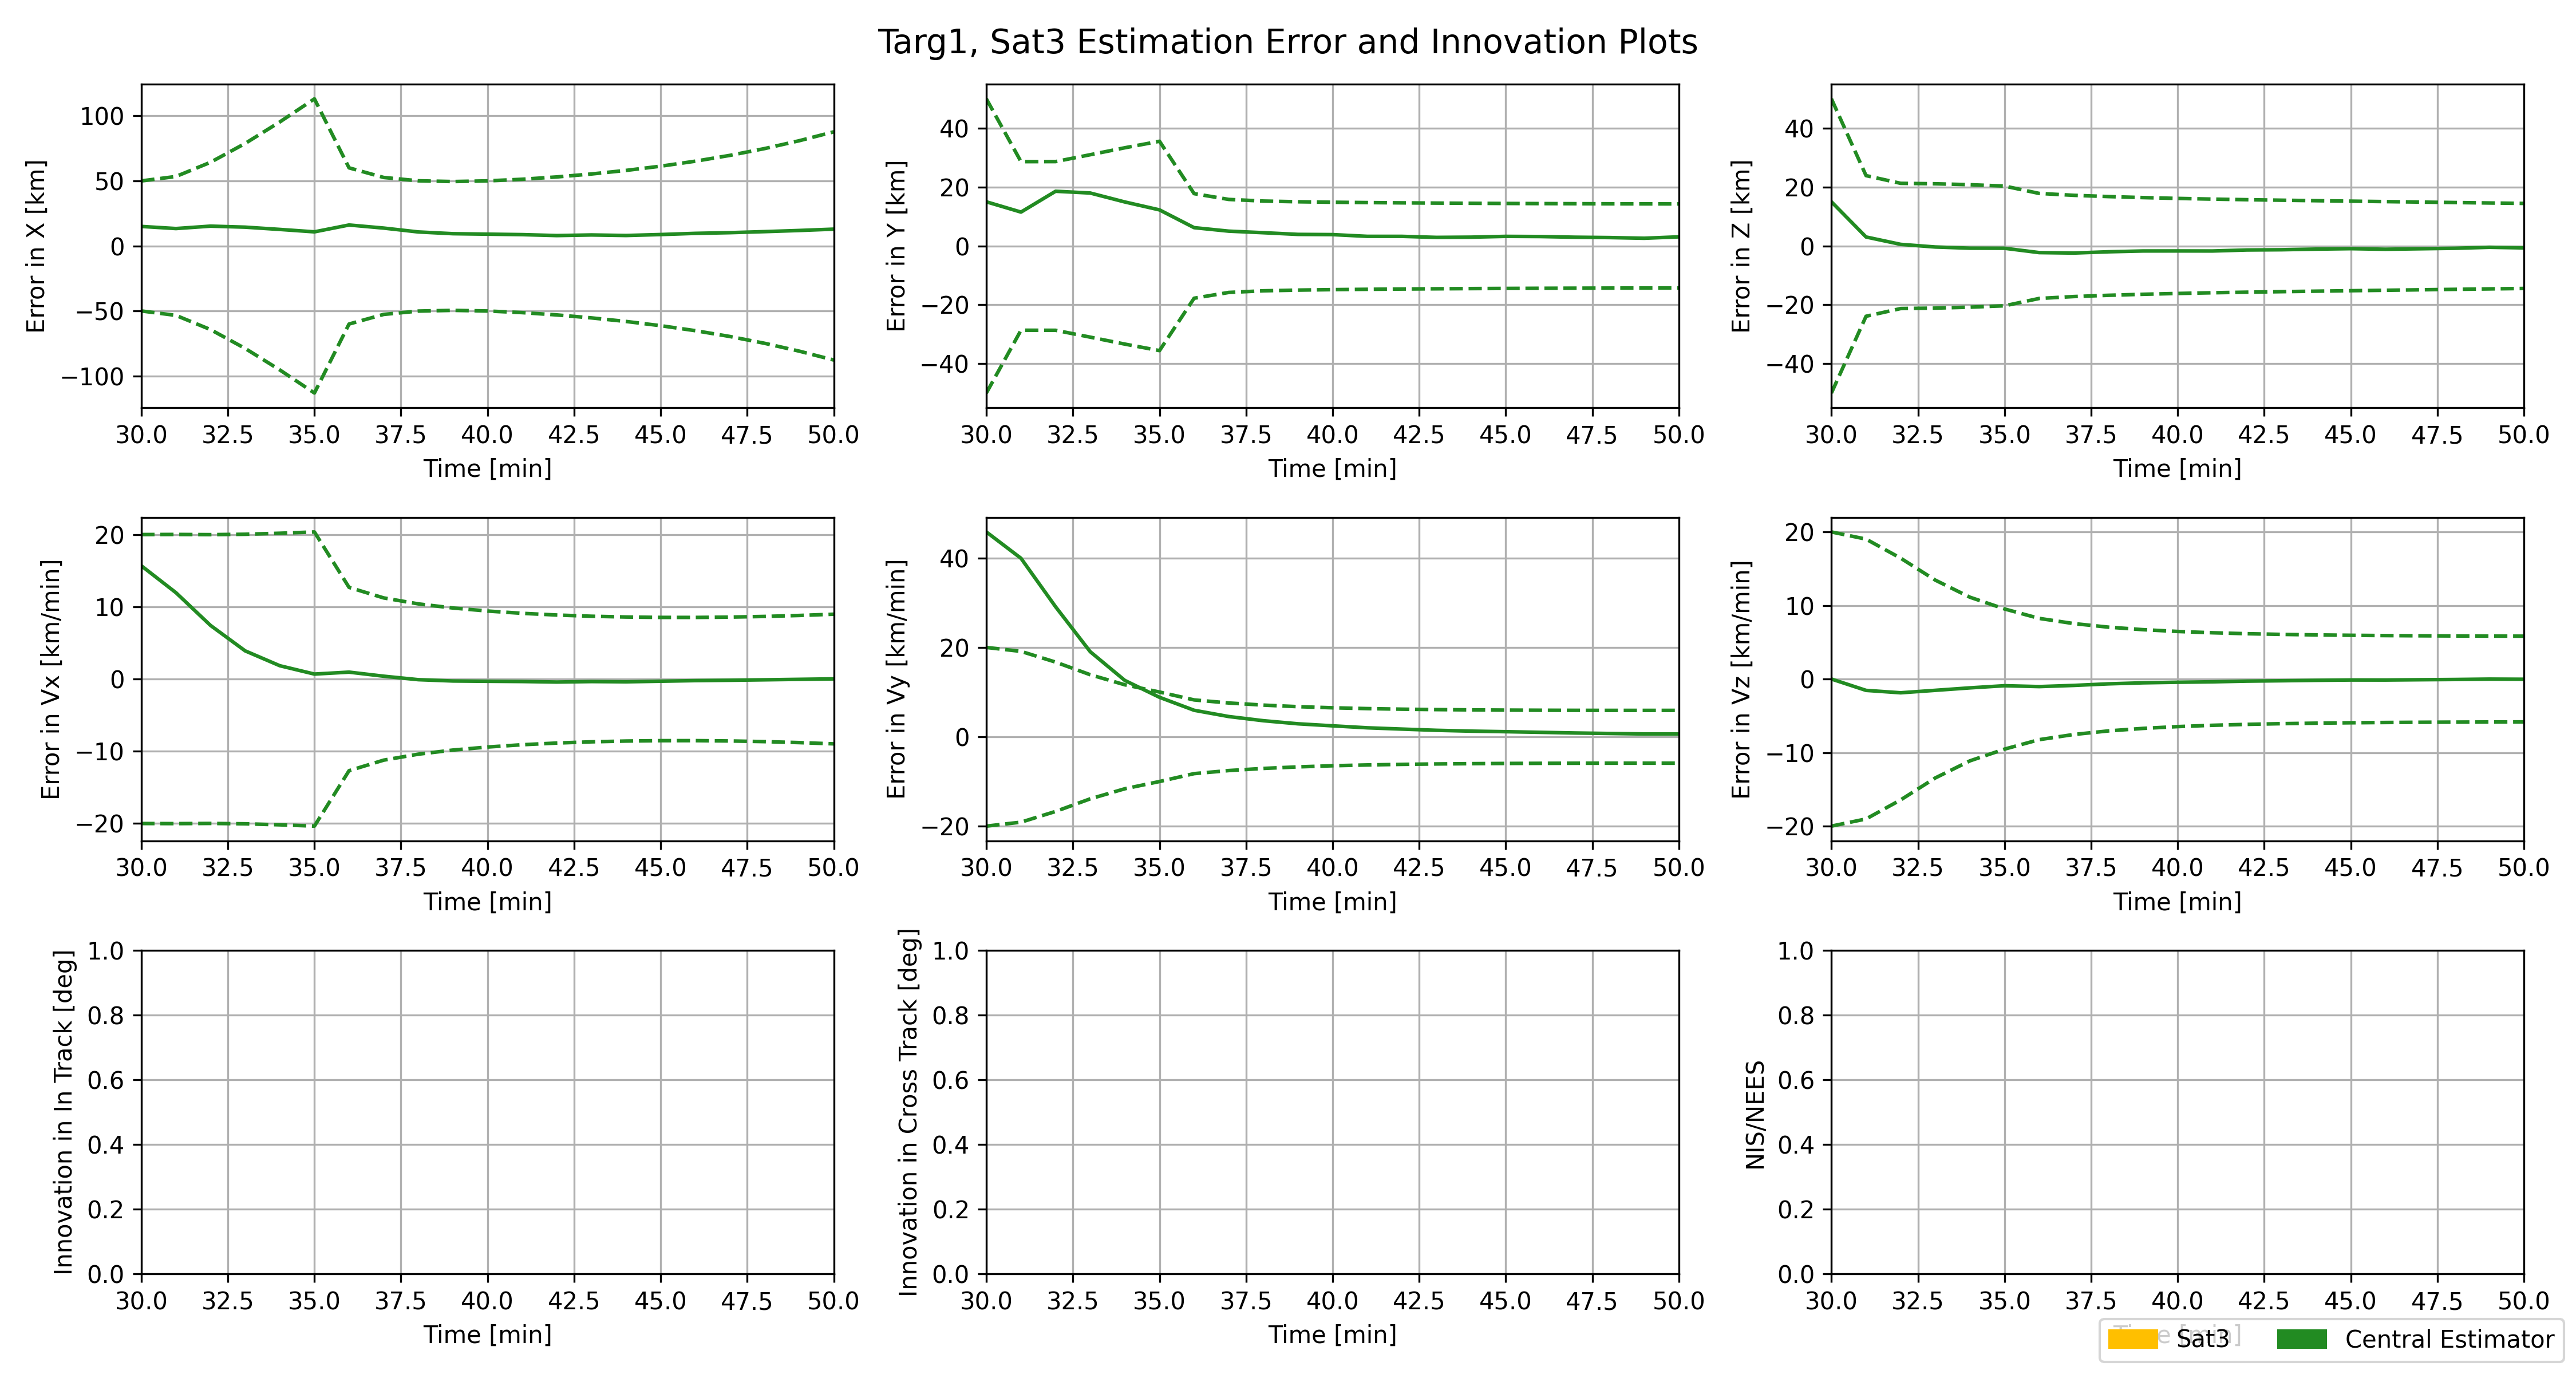 Targ1, Sat3 Estimation Error and Innovation Plots
Error in X [km]
100
50
0
−50
−100
30.0 32.5 35.0 37.5 40.0 42.5 45.0 47.5 50.0
Time [min]
Error in Y [km]
40
20
0
−20
−40
30.0 32.5 35.0 37.5 40.0 42.5 45.0 47.5 50.0
Time [min]
Error in Z [km]
40
20
0
−20
−40
30.0 32.5 35.0 37.5 40.0 42.5 45.0 47.5 50.0
Time [min]
Error in Vx [km/min]
20
10
0
−10
−20
30.0 32.5 35.0 37.5 40.0 42.5 45.0 47.5 50.0
Time [min]
Error in Vy [km/min]
40
20
0
−20
30.0 32.5 35.0 37.5 40.0 42.5 45.0 47.5 50.0
Time [min]
Error in Vz [km/min]
20
10
0
−10
−20
30.0 32.5 35.0 37.5 40.0 42.5 45.0 47.5 50.0
Time [min]
Innovation in In Track [deg]
1.0
0.8
0.6
0.4
0.2
0.0
30.0 32.5 35.0 37.5 40.0 42.5 45.0 47.5 50.0
Time [min]
Innovation in Cross Track [deg]
1.0
0.8
0.6
0.4
0.2
0.0
30.0 32.5 35.0 37.5 40.0 42.5 45.0 47.5 50.0
Time [min]
NIS/NEES
1.0
0.8
0.6
0.4
0.2
0.0
30.0 32.5 35.0 37.5 40.0 42.5 45.0 47.5 50.0
Time [min]
Sat3 Central Estimator